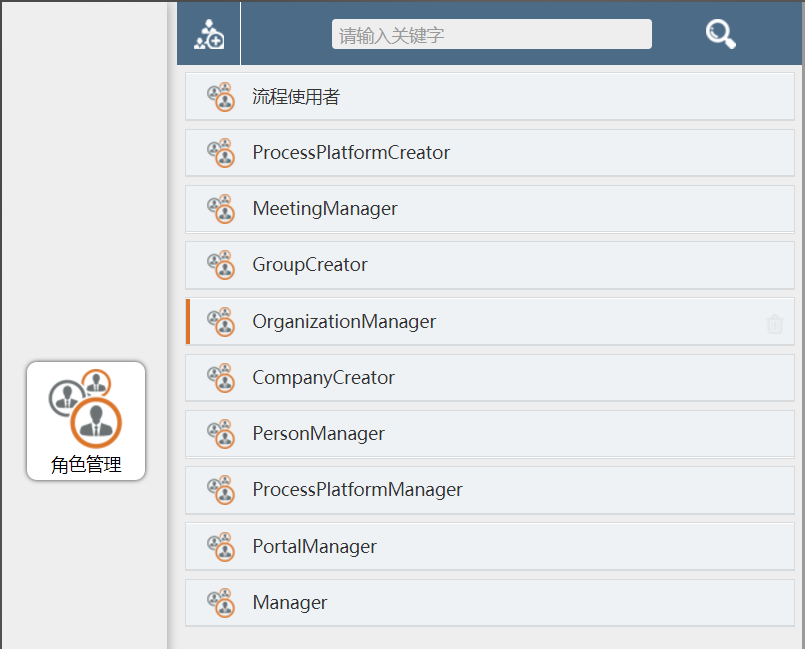 请输入关键字
流程使用者
ProcessPlatformCreator
MeetingManager
GroupCreator
OrganizationManager
CompanyCreator
PersonManager
ProcessPlatformManager
PortalManager
Manager
角色管理